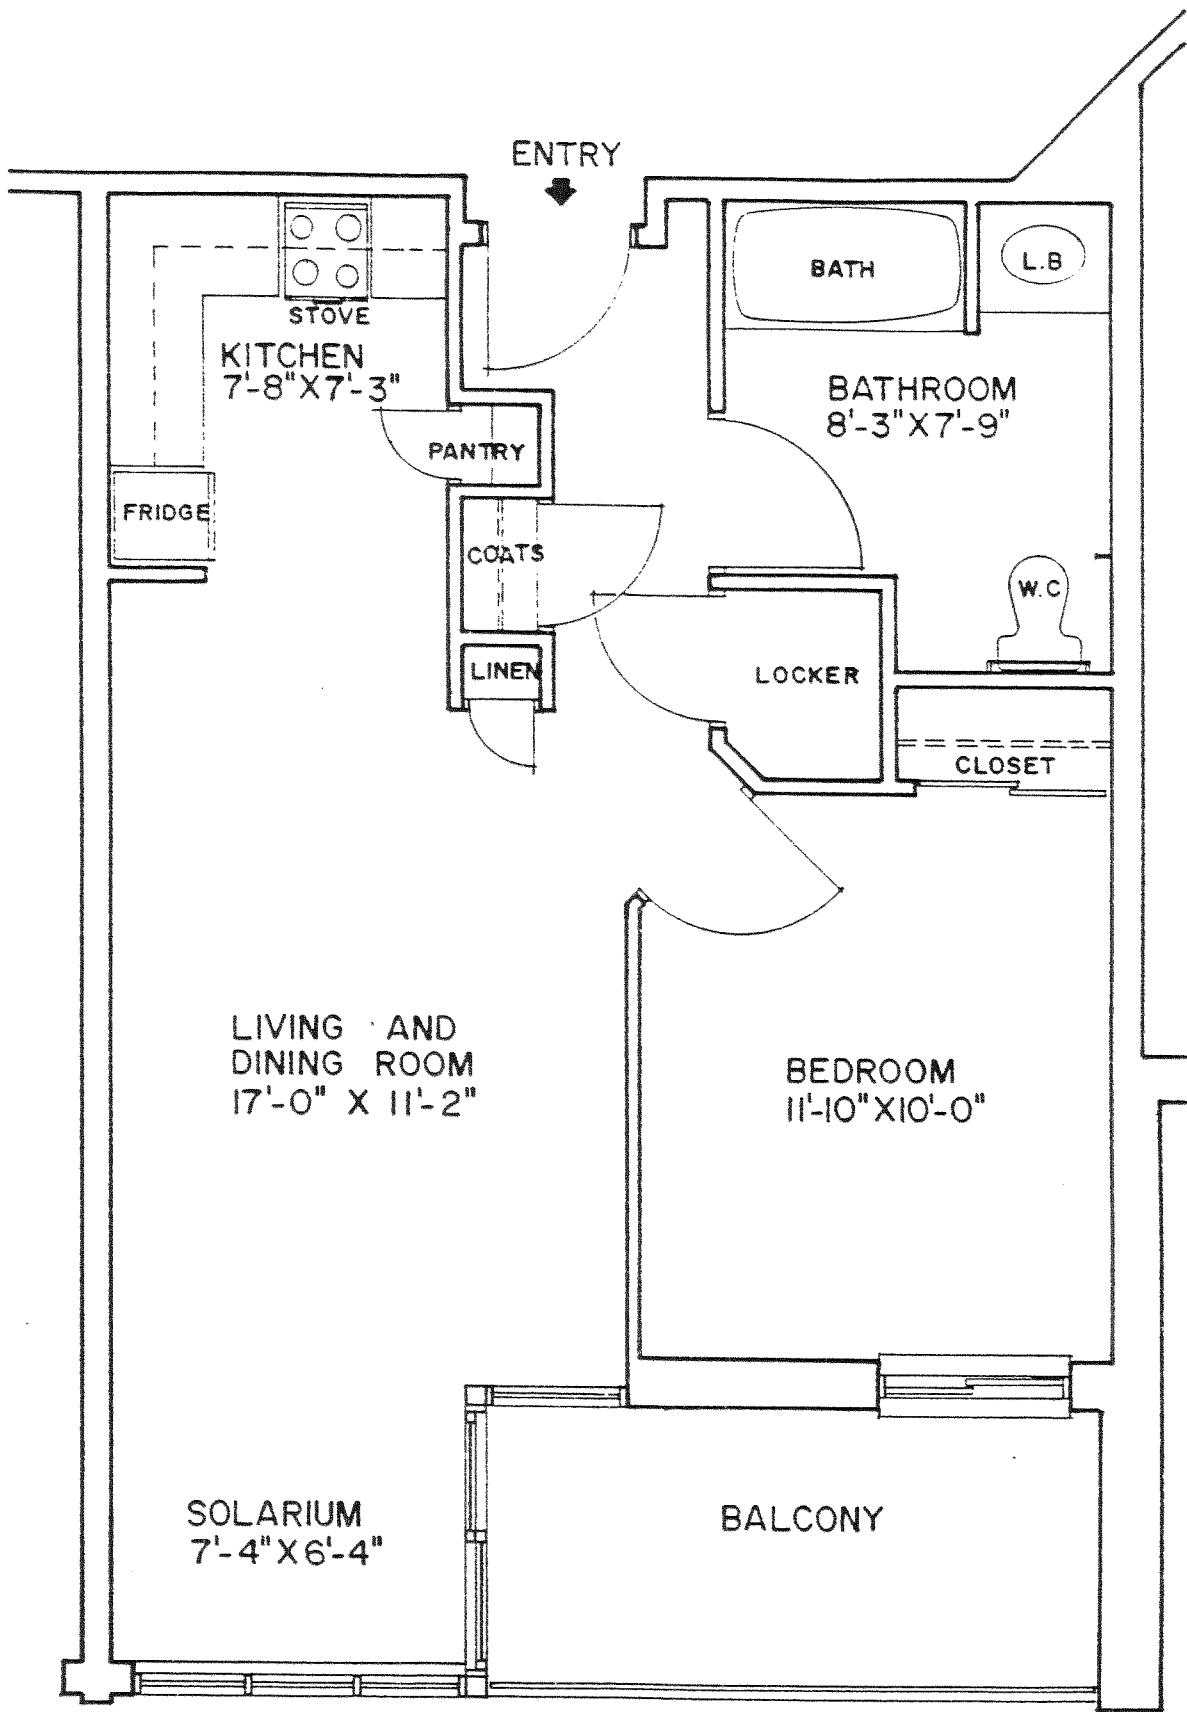 ENTRY
BATH
L.B
STOVE
KITCHEN
7'-8"X7'-3"
BATHROOM
8'-3"X7'-9"
PANTRY
FRIDGE
COATS
W.C
LINEN
LOCKER
CLOSET
LIVING AND
DINING ROOM
17'-0" X 11'-2"
BEDROOM
11'-10"X10'-0"
SOLARIUM
7'-4"X6'-4"
BALCONY